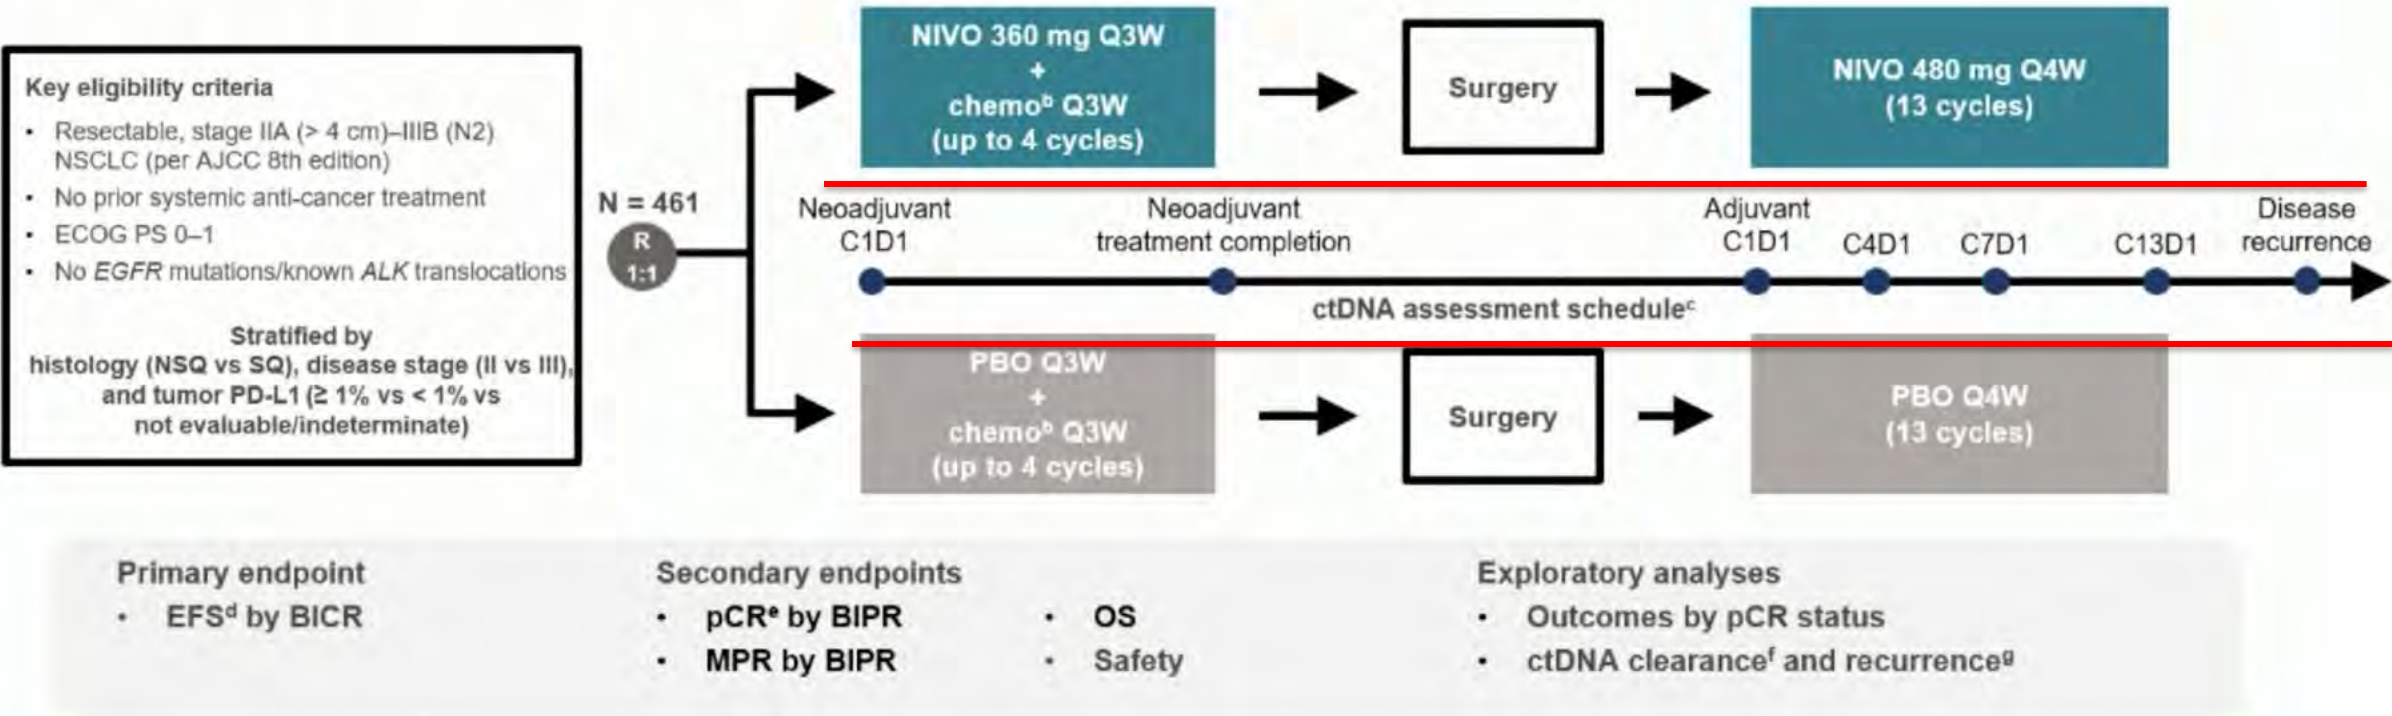 Key eligibility criteria
• Resectable, stage IIA (> 4 cm)–IIIB (N2)
NSCLC (per AJCC 8th edition)
• No prior systemic anti-cancer treatment
• ECOG PS 0–1
• No EGFR mutations/known ALK translocations
Stratified by
histology (NSQ vs SQ), disease stage (II vs III),
and tumor PD-L1 (≥ 1% vs < 1% vs
not evaluable/indeterminate)
N = 461
R
1:1
NIVO 360 mg Q3W
+
chemoᵇ Q3W
(up to 4 cycles)
Surgery
NIVO 480 mg Q4W
(13 cycles)
Neoadjuvant
C1D1
Neoadjuvant
treatment completion
Adjuvant
C1D1
C4D1
C7D1
C13D1
Disease
recurrence
ctDNA assessment scheduleᶜ
PBO Q3W
+
chemoᵇ Q3W
(up to 4 cycles)
Surgery
PBO Q4W
(13 cycles)
Primary endpoint
• EFSᵈ by BICR
Secondary endpoints
• pCRᵉ by BIPR
• MPR by BIPR
• OS
• Safety
Exploratory analyses
• Outcomes by pCR status
• ctDNA clearanceᶠ and recurrenceᵍ